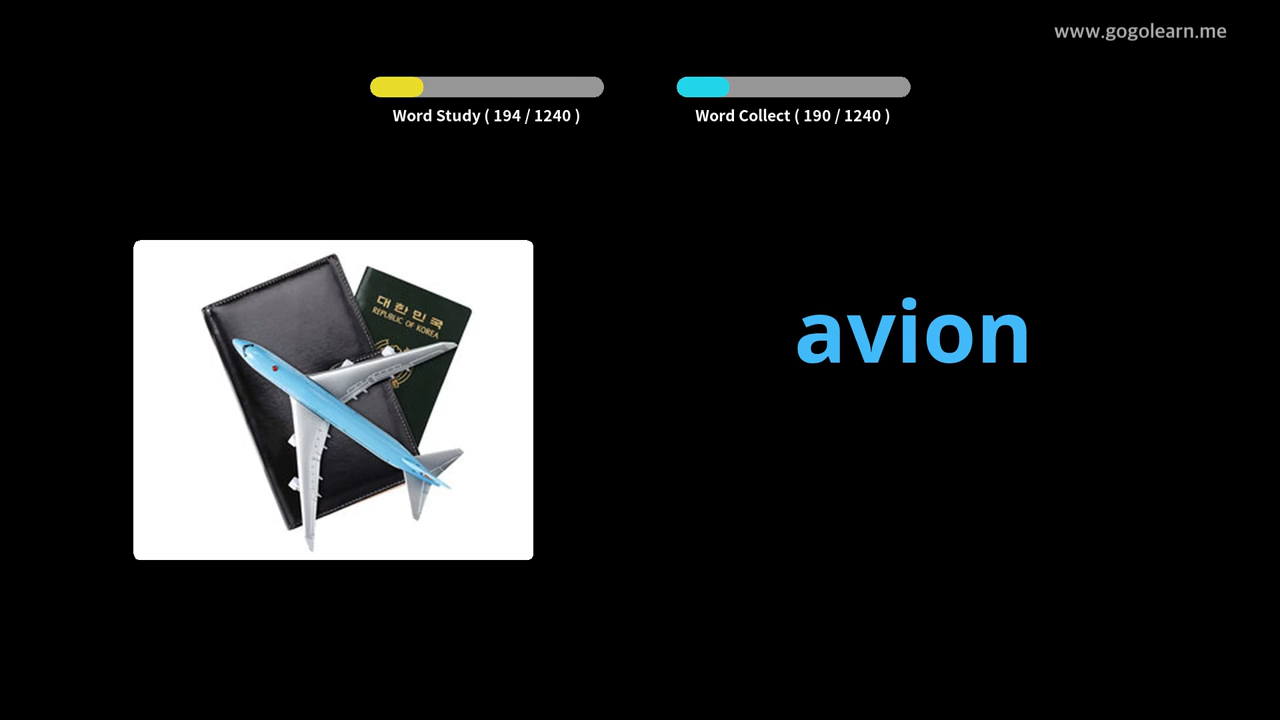 www.gogolearn.me
Word Study ( 194 / 1240 )
Word Collect ( 190 / 1240 )
대한민국
REPUBLIC OF KOREA
avion